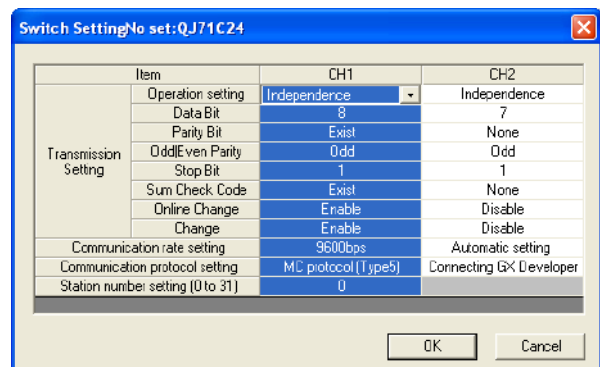 Switch SettingNo set:QJ71C24
Item CH1 CH2
Transmission Setting
Operation setting Independence Independence
Data Bit 8 7
Parity Bit Exist None
Odd|Even Parity Odd Odd
Stop Bit 1 1
Sum Check Code Exist None
Online Change Enable Disable
Change Enable Disable
Communication rate setting 9600bps Automatic setting
Communication protocol setting MC protocol(Type5) Connecting GX Developer
Station number setting (0 to 31) 0
OK Cancel